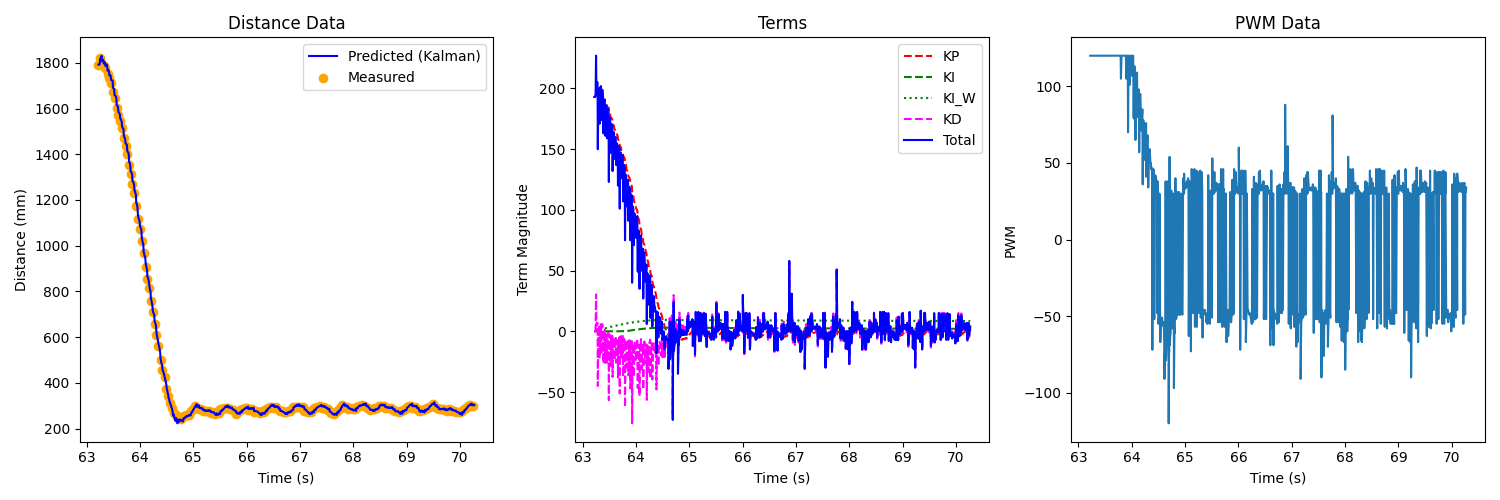 Distance Data
Predicted (Kalman)
Measured
Distance (mm)
1800
1600
1400
1200
1000
800
600
400
200
63 64 65 66 67 68 69 70
Time (s)
Terms
KP
KI
KI_W
KD
Total
Term Magnitude
200
150
100
50
0
−50
63 64 65 66 67 68 69 70
Time (s)
PWM Data
PWM
100
50
0
−50
−100
63 64 65 66 67 68 69 70
Time (s)